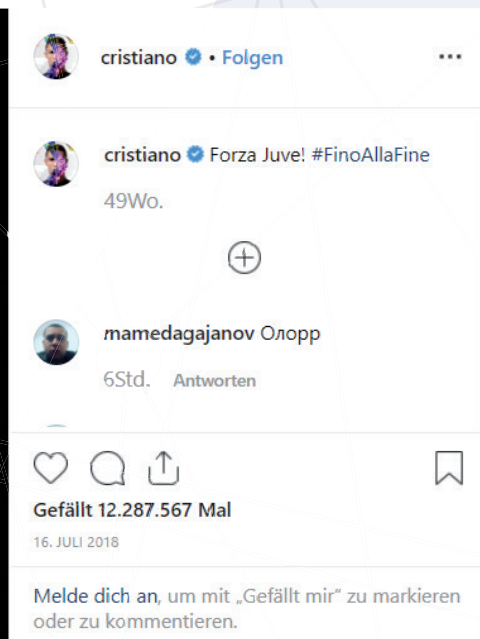 cristiano • Folgen
cristiano Forza Juve! #FinoAllaFine
49Wo.
mamedagajanov Олорр
6Std. Antworten
Gefällt 12.287.567 Mal
16. JULI 2018
Melde dich an, um mit „Gefällt mir“ zu markieren
oder zu kommentieren.